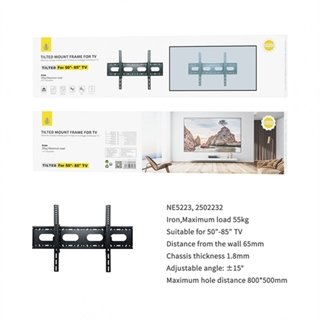 TILTED MOUNT FRAME FOR TV
TILTED For 50"- 85" TV
TILTED MOUNT FRAME FOR TV
TILTED For 50"- 85" TV
NE5223, 2502232
Iron,Maximum load 55kg
Suitable for 50"-85" TV
Distance from the wall 65mm
Chassis thickness 1.8mm
Adjustable angle: ±15°
Maximum hole distance 800*500mm